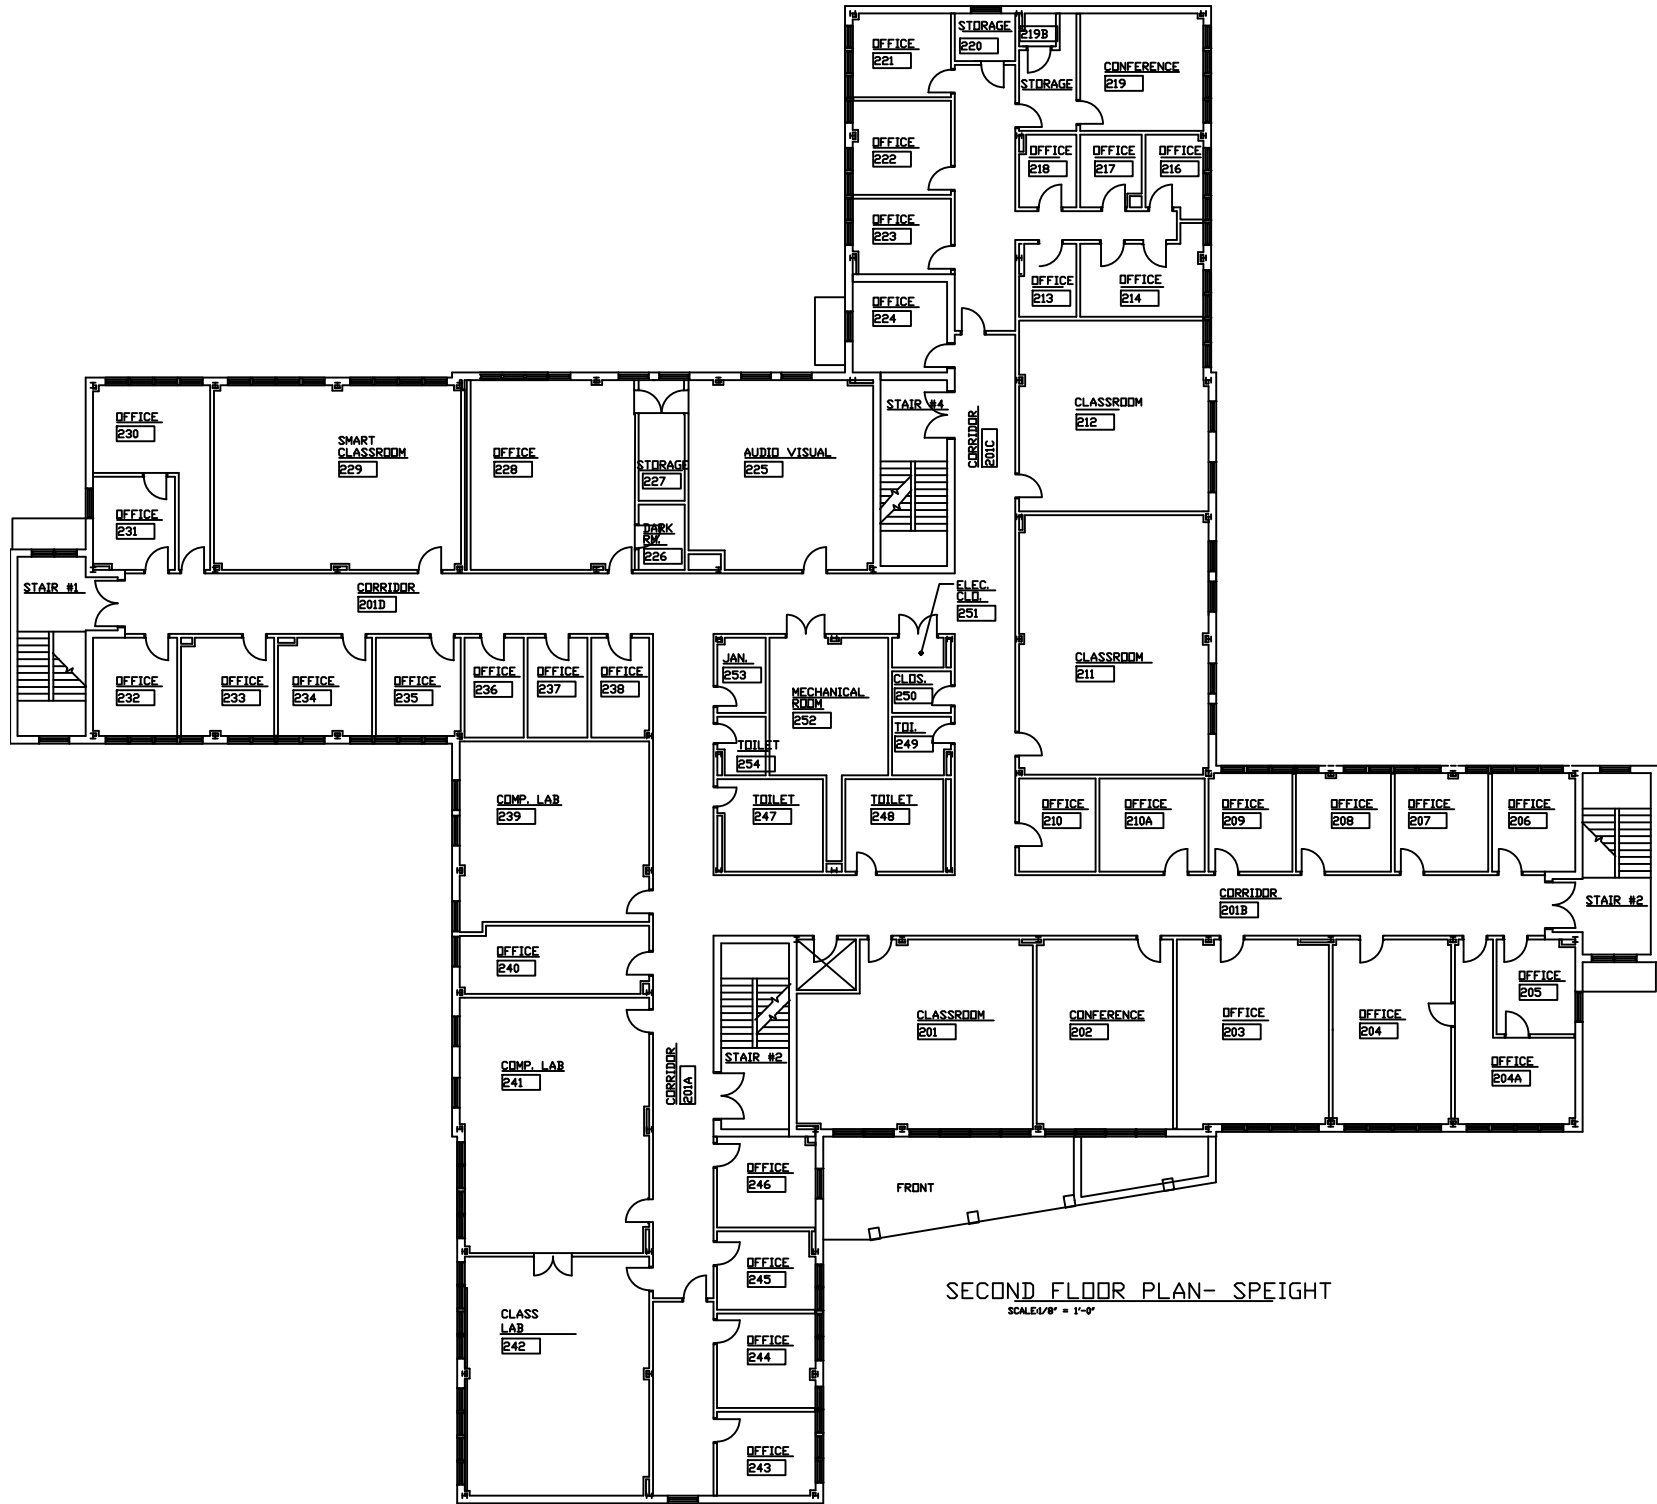 STORAGE
220
219B
OFFICE
221
CONFERENCE
219
STORAGE
OFFICE
222
OFFICE
218
OFFICE
217
OFFICE
216
OFFICE
223
OFFICE
213
OFFICE
214
OFFICE
224
STAIR #4
CORRIDOR
201C
CLASSROOM
212
OFFICE
230
SMART
CLASSROOM
229
OFFICE
228
STORAGE
227
AUDIO VISUAL
225
OFFICE
231
DARK
RM.
226
STAIR #1
CORRIDOR
201D
ELEC.
CLO.
251
OFFICE
232
OFFICE
233
OFFICE
234
OFFICE
235
OFFICE
236
OFFICE
237
OFFICE
238
JAN.
253
MECHANICAL
ROOM
252
CLOS.
250
TOI.
249
TOILET
254
CLASSROOM
211
COMP. LAB
239
TOILET
247
TOILET
248
OFFICE
210
OFFICE
210A
OFFICE
209
OFFICE
208
OFFICE
207
OFFICE
206
CORRIDOR
201B
STAIR #2
OFFICE
240
CLASSROOM
201
CONFERENCE
202
OFFICE
203
OFFICE
204
OFFICE
205
OFFICE
204A
COMP. LAB
241
CORRIDOR
201A
STAIR #2
OFFICE
246
FRONT
OFFICE
245
CLASS
LAB
242
OFFICE
244
OFFICE
243
SECOND FLOOR PLAN- SPEIGHT
SCALE:1/8" = 1'-0"